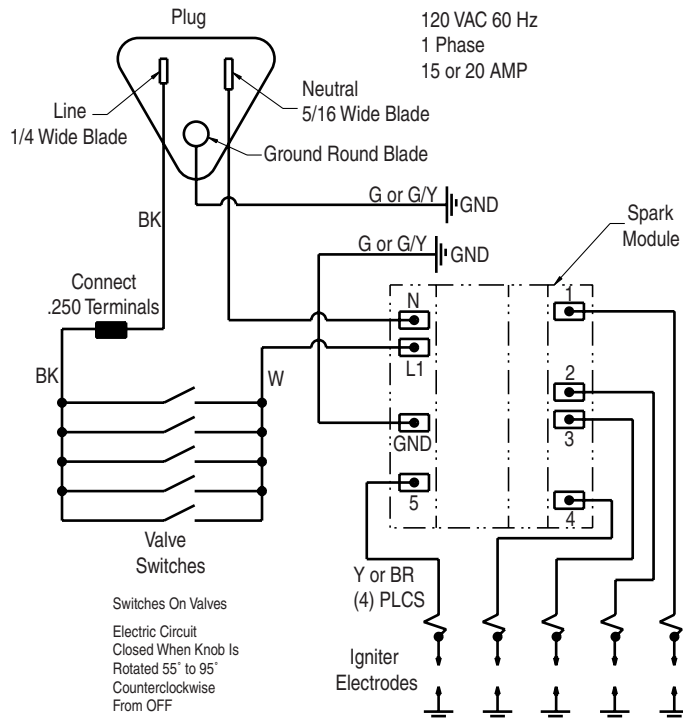 Plug
120 VAC 60 Hz
1 Phase
15 or 20 AMP
Line
1/4 Wide Blade
Neutral
5/16 Wide Blade
Ground Round Blade
BK
G or G/Y
GND
G or G/Y
GND
Spark
Module
Connect
.250 Terminals
BK
W
N
L1
GND
5
1
2
3
4
Valve
Switches
Y or BR
(4) PLCS
Switches On Valves
Electric Circuit
Closed When Knob Is
Rotated 55° to 95°
Counterclockwise
From OFF
Igniter
Electrodes